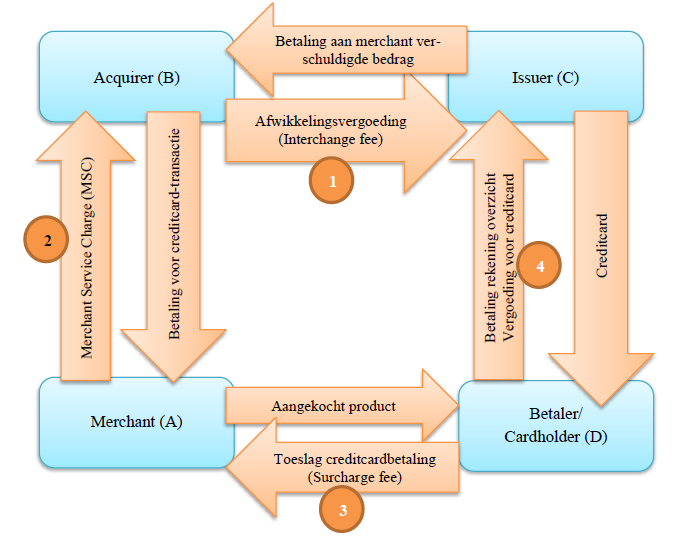 Betaling aan merchant ver-
schuldigde bedrag
Acquirer (B)
Issuer (C)
Afwikkelingsvergoeding
(Interchange fee)
1
2
Merchant Service Charge (MSC)
Betaling voor creditcard-transactie
Betaling rekening overzicht
Vergoeding voor creditcard
4
Creditcard
Merchant (A)
Aangekocht product
Betaler/
Cardholder (D)
Toeslag creditcardbetaling
(Surcharge fee)
3